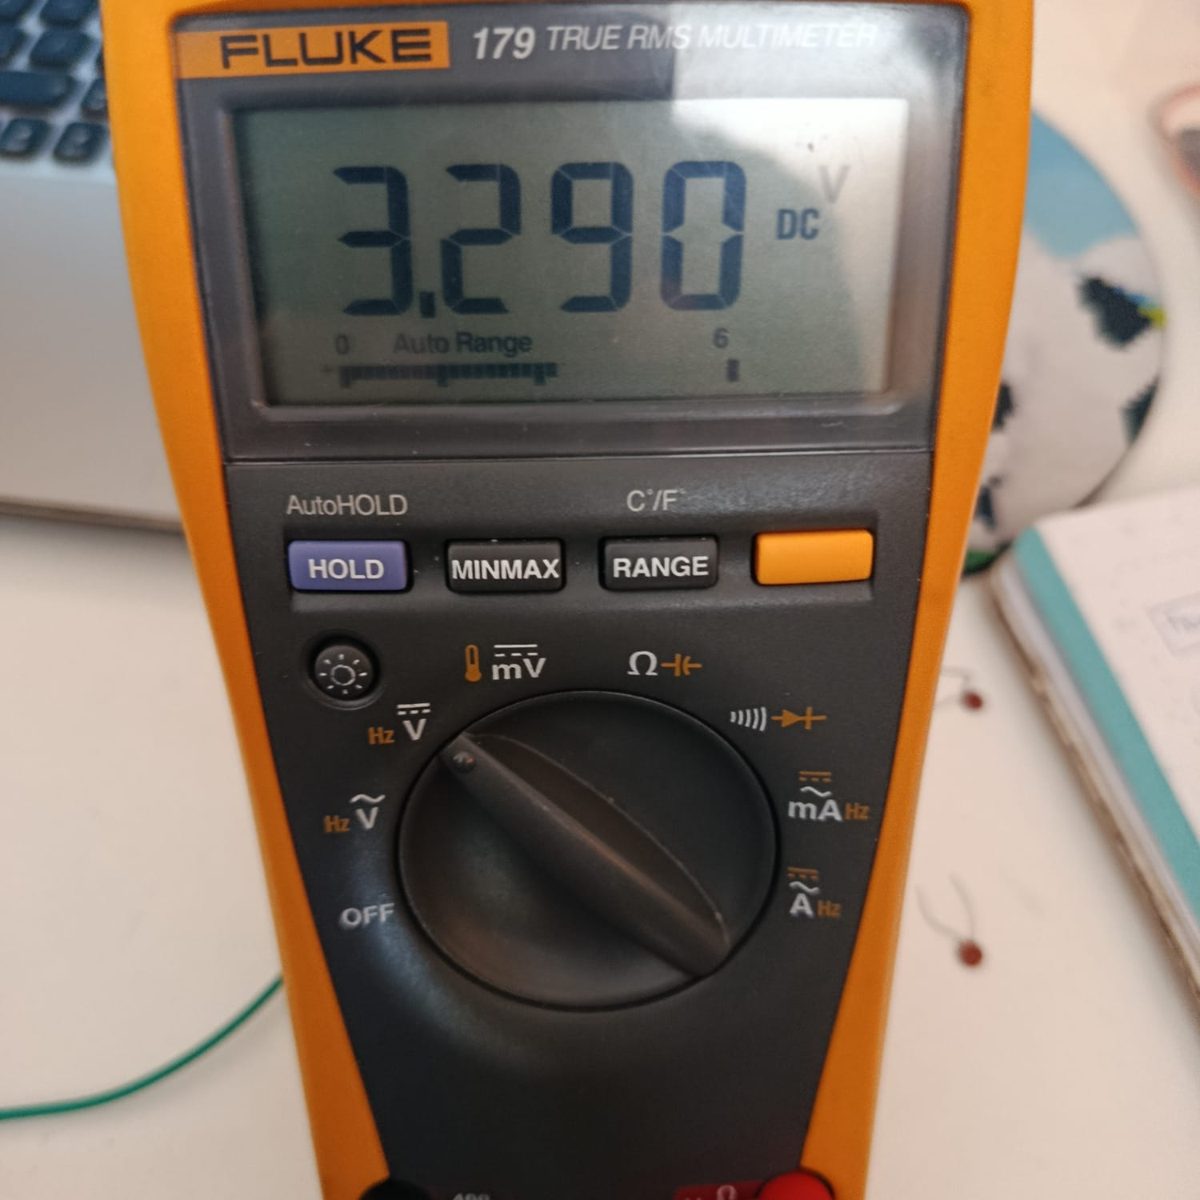 FLUKE 179 TRUE RMS MULTIMETER
3.290 V DC
0 Auto Range 6
AutoHOLD C°/F°
HOLD MINMAX RANGE
mV Ω
Hz V
mA Hz
Hz V
A Hz
OFF
Ω